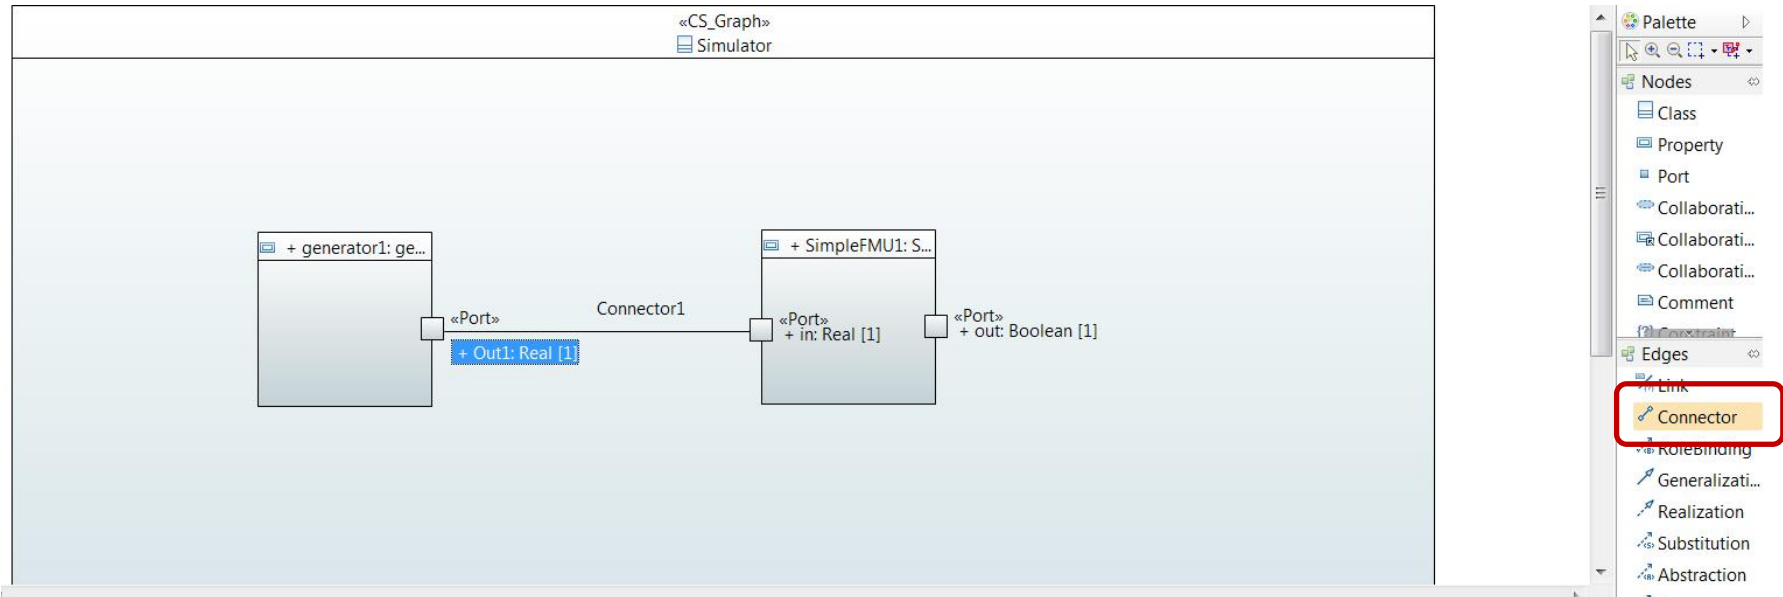 «CS_Graph»
Simulator
+ generator1: ge...
+ SimpleFMU1: S...
«Port»
+ Out1: Real [1]
Connector1
«Port»
+ in: Real [1]
«Port»
+ out: Boolean [1]
Palette
Nodes
Class
Property
Port
Collaborati...
Collaborati...
Collaborati...
Comment
Constraint
Edges
Link
Connector
RoleBinding
Generalizati...
Realization
Substitution
Abstraction